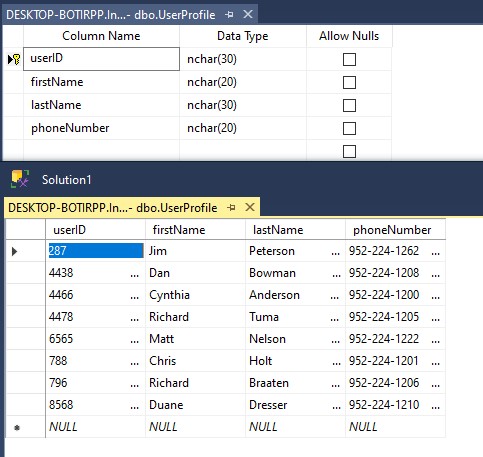 DESKTOP-BOTIRPP.In...- dbo.UserProfile
Column Name Data Type Allow Nulls
userID nchar(30)
firstName nchar(20)
lastName nchar(30)
phoneNumber nchar(20)
Solution1
DESKTOP-BOTIRPP.In...- dbo.UserProfile
userID firstName lastName phoneNumber
287 Jim Peterson ... 952-224-1262 ...
4438 ... Dan Bowman ... 952-224-1208 ...
4466 ... Cynthia Anderson ... 952-224-1200 ...
4478 ... Richard Tuma ... 952-224-1205 ...
6565 ... Matt Nelson ... 952-224-1222 ...
788 ... Chris Holt ... 952-224-1201 ...
796 ... Richard Braaten ... 952-224-1206 ...
8568 ... Duane Dresser ... 952-224-1210 ...
NULL NULL NULL NULL